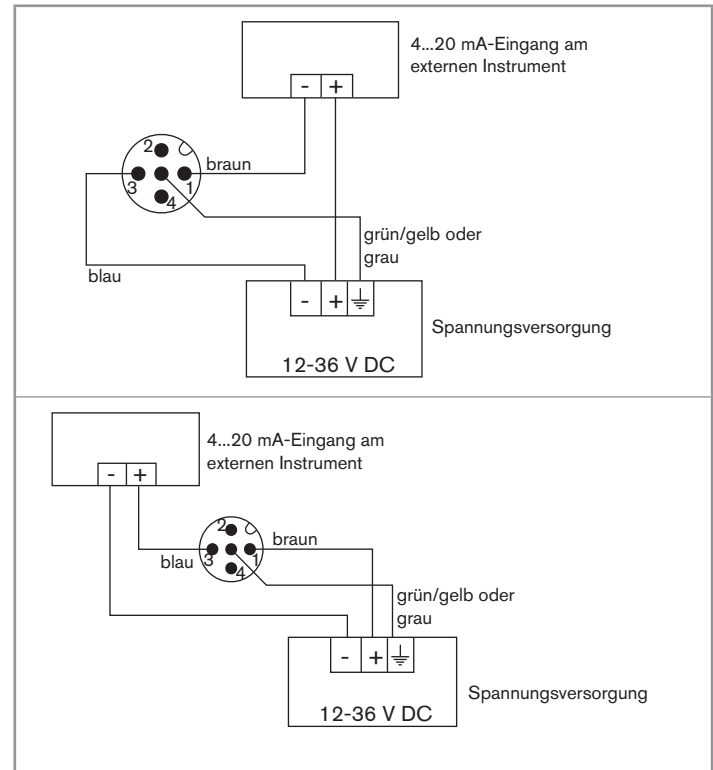 4...20 mA-Eingang am
externen Instrument
- +
2
braun
3 1
4
grün/gelb oder
grau
blau
- +
Spannungsversorgung
12-36 V DC
4...20 mA-Eingang am
externen Instrument
- +
2
braun
blau 3 1
4
grün/gelb oder
grau
- +
Spannungsversorgung
12-36 V DC